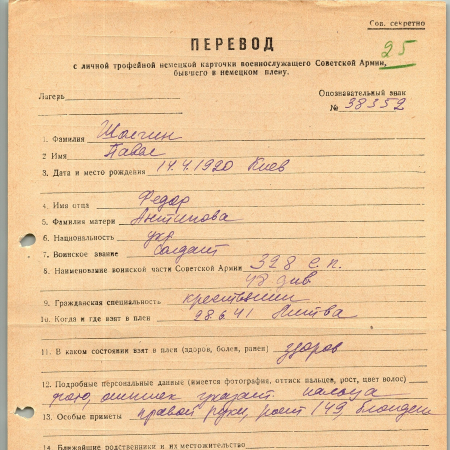 Сов. секретно
25
ПЕРЕВОД
с личной трофейной немецкой карточки военнослужащего Советской Армии,
бывшего в немецком плену.
Лагерь
Опознавательный знак
№ 38352
1. Фамилия
2 Имя Павел
3. Дата и место рождения 14.4.1920 Киев
4. Имя отца Федор
5. Фамилия матери Антипова
6. Национальность укр
7. Воинское звание солдат
8. Наименование воинской части Советской Армии 328 с.п.
48 див
9. Гражданская специальность крестьянин
10. Когда и где взят в плен 28.6.41 Литва
11. В каком состоянии взят в плен (здоров, болен, ранен) здоров
12. Подробные персональные данные (имеется фотография, оттиск пальцев, рост, цвет волос)
фото, оттиск указат. пальца
13. Особые приметы правой руки, рост 149, блондин
14. Ближайшие родственники и их местожительство